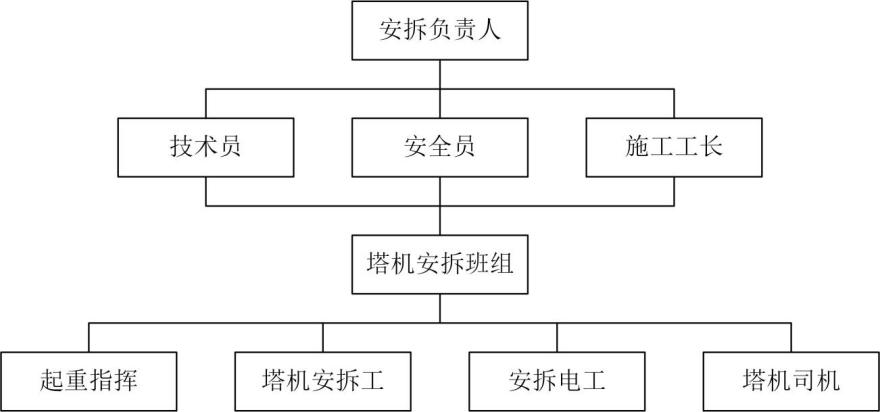 安拆负责人
技术员
安全员
施工工长
塔机安拆班组
起重指挥
塔机安拆工
安拆电工
塔机司机